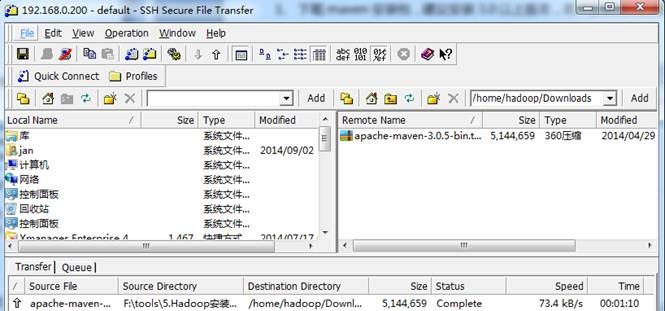 1. 下载 maven 安装包，建议安装 3.0 以上版本，
192.168.0.200 - default - SSH Secure File Transfer
File Edit View Operation Window Help
abc def 010 101 01c %f
Quick Connect Profiles
Add /home/hadoop/Downloads Add
Local Name Size Type Modified
库 系统文件...
jan 系统文件... 2014/09/02
计算机 系统文件...
网络 系统文件...
控制面板 系统文件...
回收站 系统文件...
控制面板 系统文件...
Xmanager Enterprise 4 1,467 快捷方式 2014/07/17
Remote Name Size Type Modified
apache-maven-3.0.5-bin.t... 5,144,659 360压缩 2014/04/29
Transfer Queue
/ Source File Source Directory Destination Directory Size Status Speed Time
apache-maven-... F:\tools\5.Hadoop安装... /home/hadoop/Downl... 5,144,659 Complete 73.4 kB/s 00:01:10